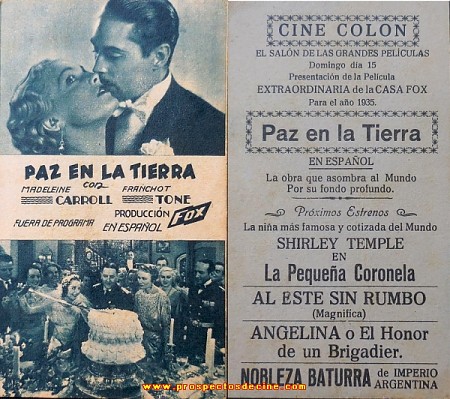 PAZ EN LA TIERRA
con
MADELEINE CARROLL
FRANCHOT TONE
PRODUCCIÓN FOX
FUERA DE PROGRAMA
EN ESPAÑOL
CINE COLON
EL SALÓN DE LAS GRANDES PELÍCULAS
Domingo día 15
Presentación de la Película
EXTRAORDINARIA de la CASA FOX
Para el año 1935.
Paz en la Tierra
EN ESPAÑOL
La obra que asombra al Mundo
Por su fondo profundo.
Próximos Estrenos
La niña más famosa y cotizada del Mundo
SHIRLEY TEMPLE
EN
La Pequeña Coronela
AL ESTE SIN RUMBO
(Magnífica)
ANGELINA o El Honor
de un Brigadier.
NOBLEZA BATURRA de IMPERIO
ARGENTINA
www.prospectosdecine.com